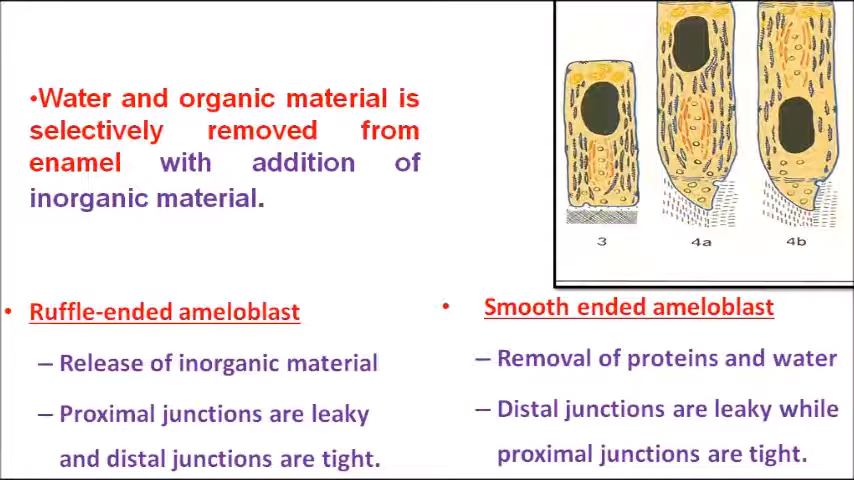 •Water and organic material is
selectively removed from
enamel with addition of
inorganic material.
3
4a
4b
• Ruffle-ended ameloblast
– Release of inorganic material
– Proximal junctions are leaky
and distal junctions are tight.
• Smooth ended ameloblast
– Removal of proteins and water
– Distal junctions are leaky while
proximal junctions are tight.